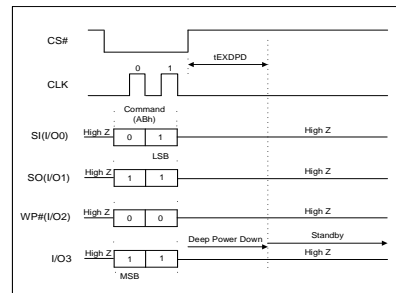 CS#
tEXDPD
0 1
CLK
Command
(ABh)
SI(I/O0) High Z 0 1 High Z
LSB
SO(I/O1) High Z 1 1 High Z
WP#(I/O2) High Z 0 0 High Z
Deep Power Down Standby
I/O3 High Z 1 1 High Z
MSB